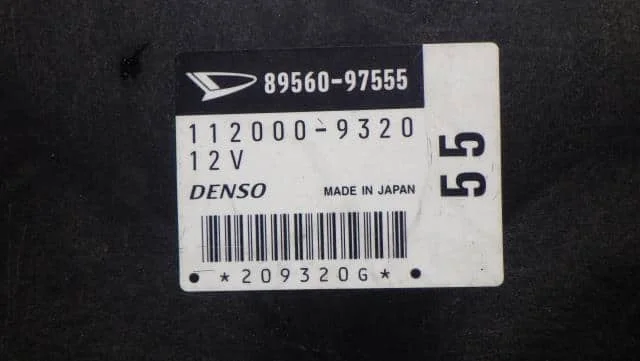 89560-97555
112000-9320
12V
DENSO MADE IN JAPAN
*209320G*
55